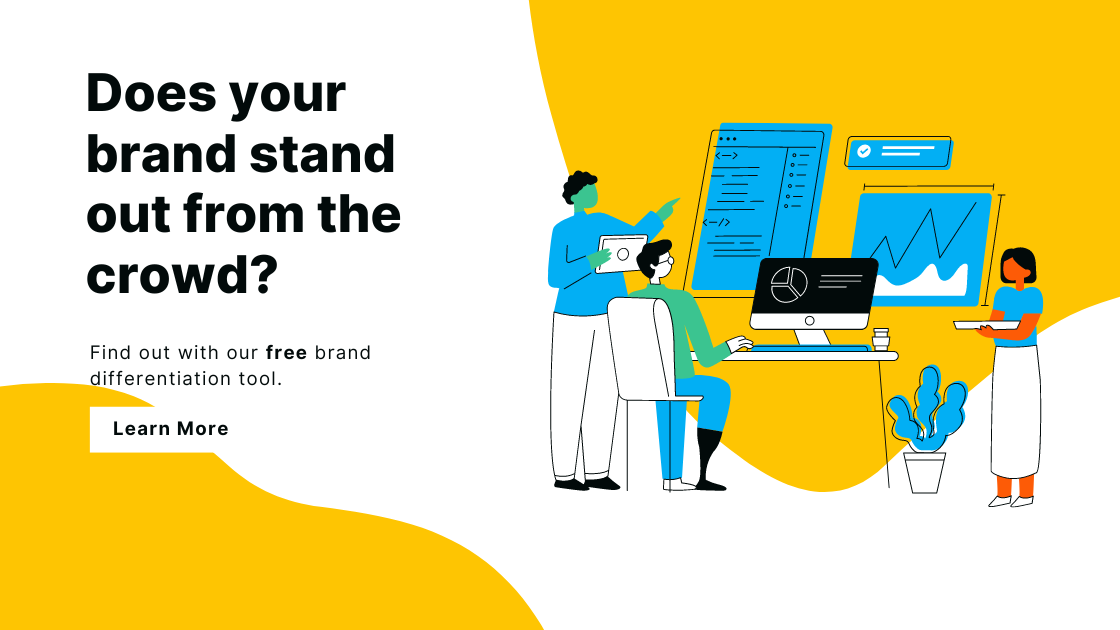 Does your
brand stand
out from the
crowd?
Find out with our free brand
differentiation tool.
Learn More